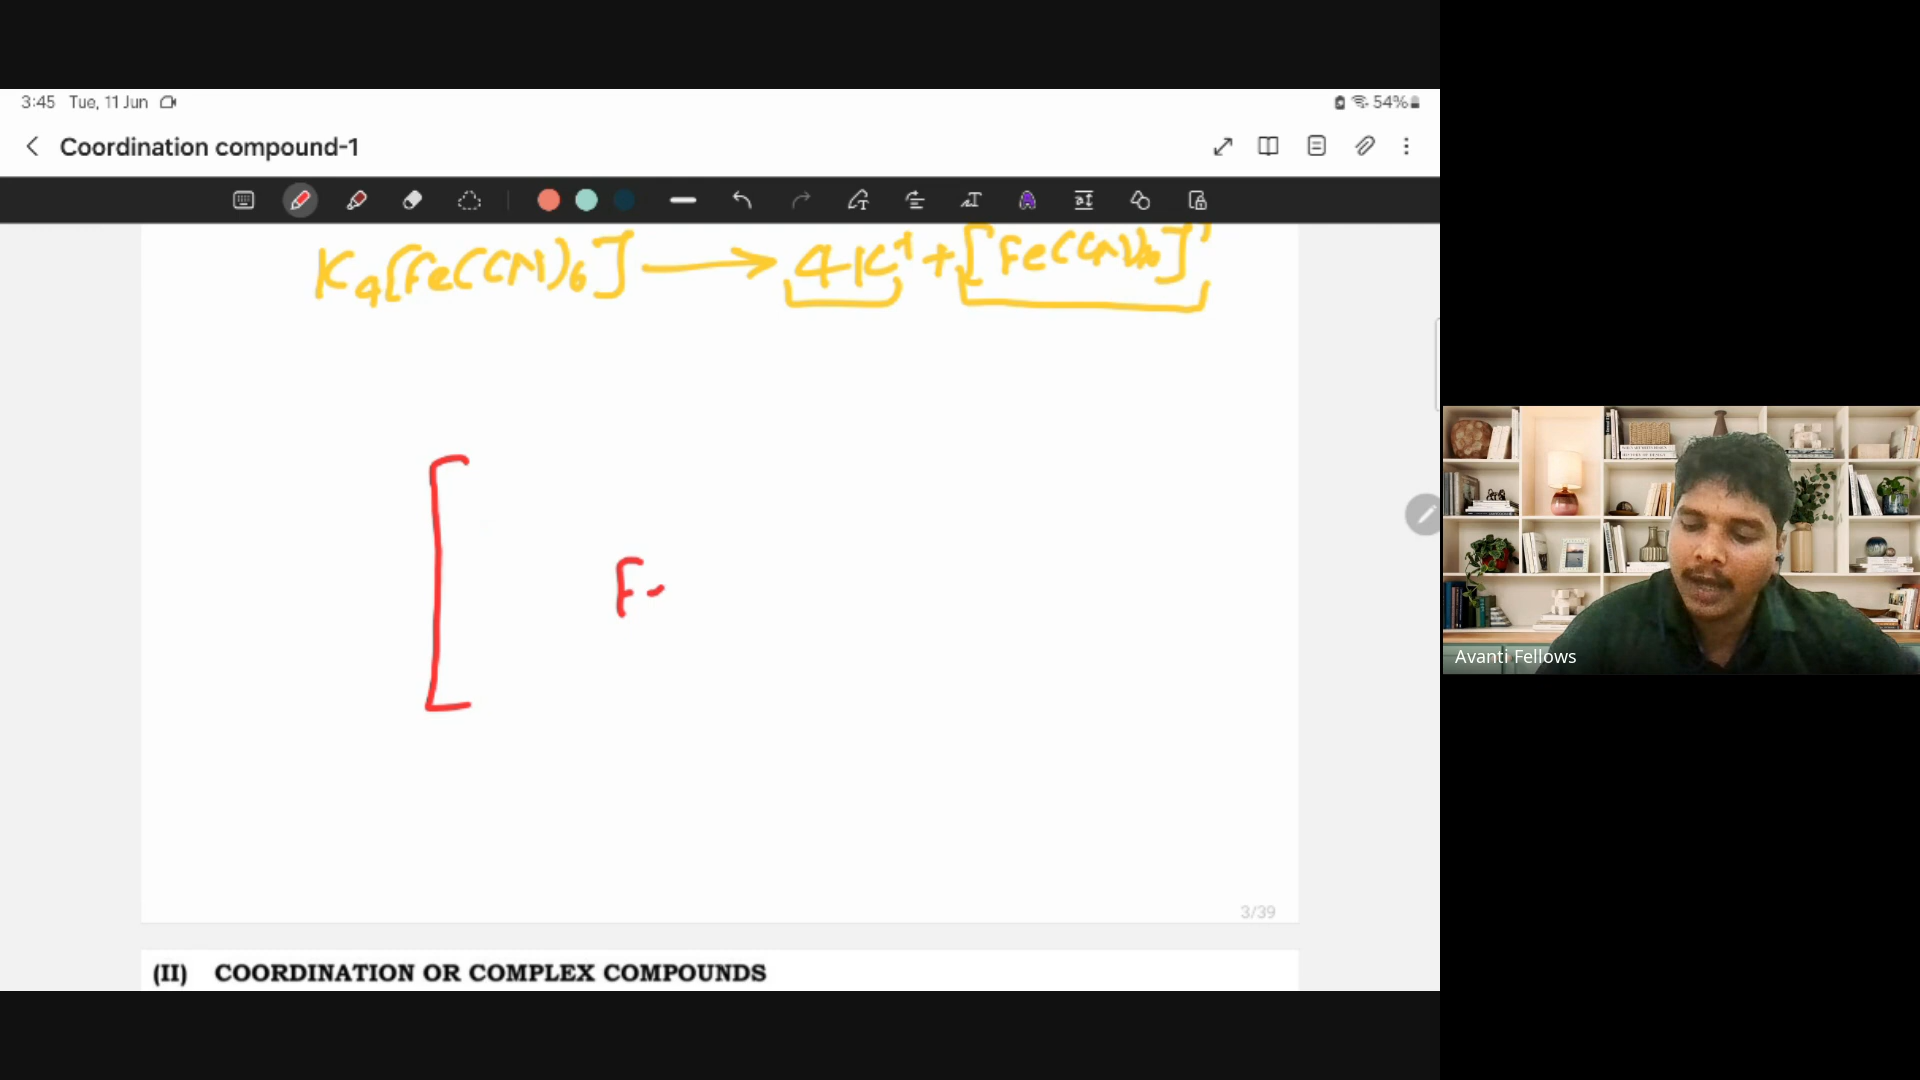 3:45 Tue, 11 Jun 54%
Coordination compound-1
K4[Fe(CN)6] → 4K+ + [Fe(CN)6]
F
3/39
(II) COORDINATION OR COMPLEX COMPOUNDS
Avanti Fellows